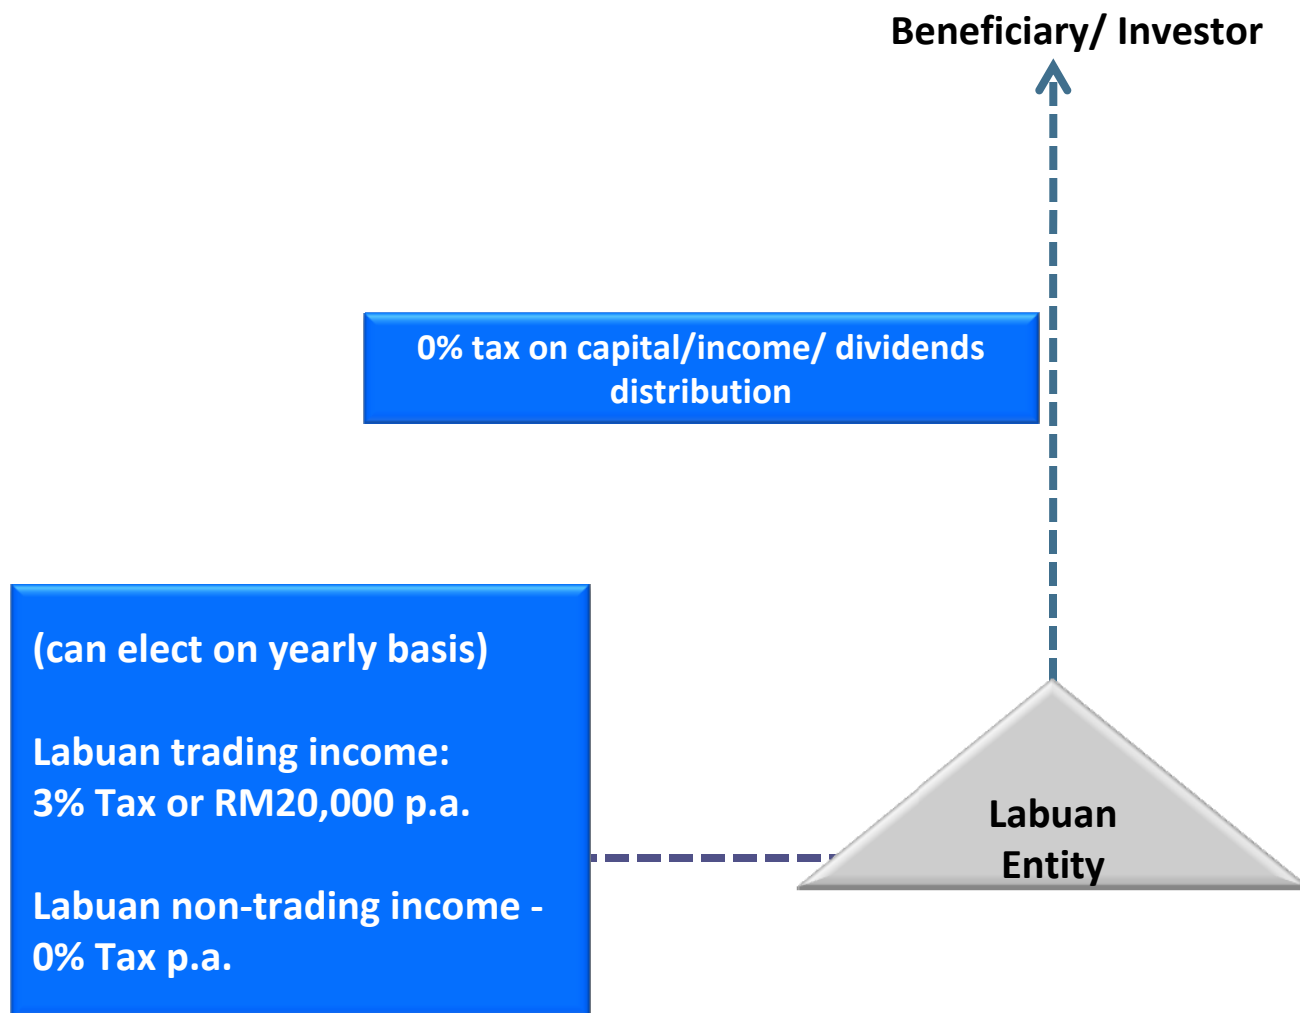 Beneficiary/ Investor
0% tax on capital/income/ dividends
distribution
(can elect on yearly basis)
Labuan trading income:
3% Tax or RM20,000 p.a.
Labuan non-trading income -
0% Tax p.a.
Labuan
Entity